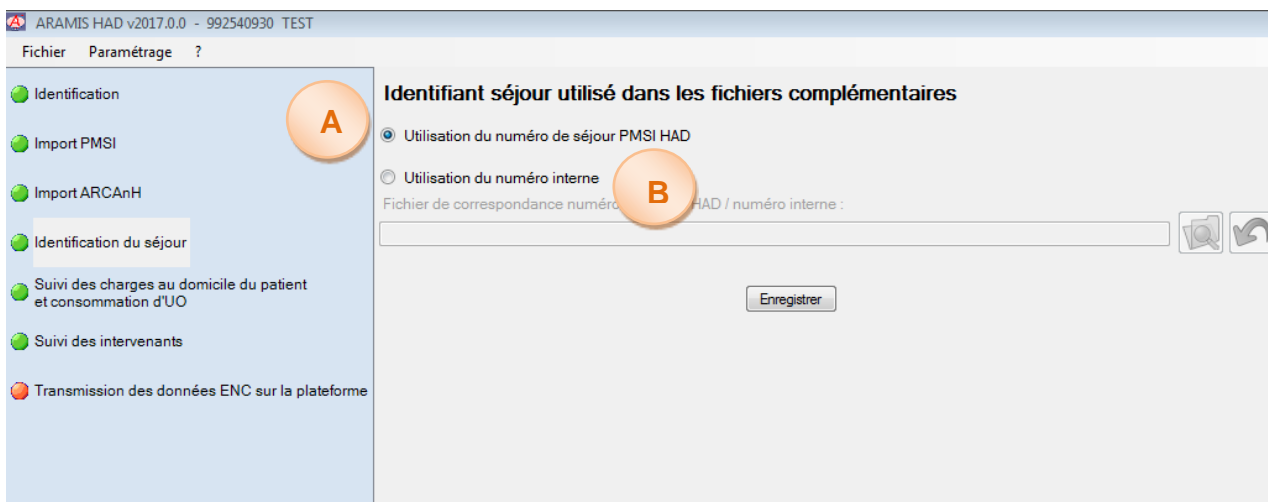 ARAMIS HAD v2017.0.0 - 992540930 TEST
Fichier Paramétrage ?
Identification
Import PMSI
Import ARCAnH
Identification du séjour
Suivi des charges au domicile du patient
et consommation d'UO
Suivi des intervenants
Transmission des données ENC sur la plateforme
A
Identifiant séjour utilisé dans les fichiers complémentaires
Utilisation du numéro de séjour PMSI HAD
Utilisation du numéro interne
B
Fichier de correspondance numéro HAD / numéro interne :
Enregistrer